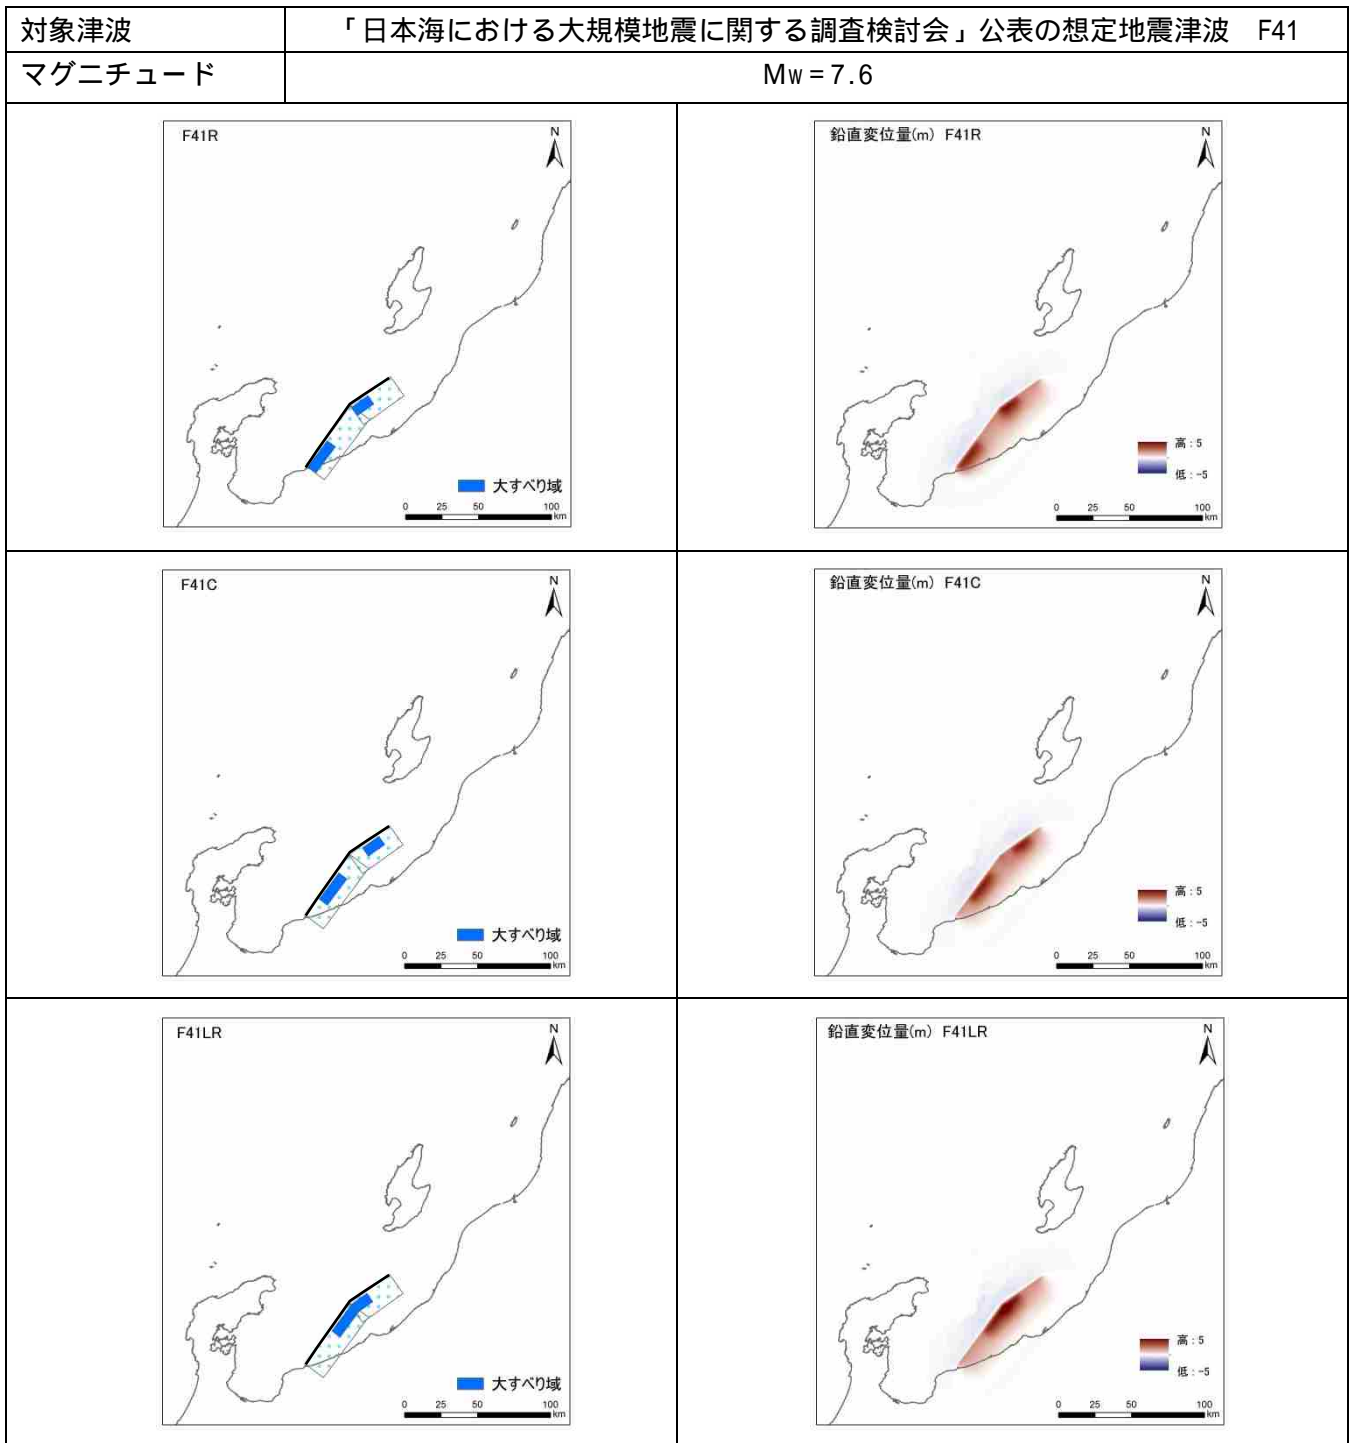 対象津波
「日本海における大規模地震に関する調査検討会」公表の想定地震津波 F41
マグニチュード
Mw=7.6
F41R
N
大すべり域
0 25 50 100
km
鉛直変位量(m) F41R
N
高:5
低:-5
0 25 50 100
km
F41C
N
大すべり域
0 25 50 100
km
鉛直変位量(m) F41C
N
高:5
低:-5
0 25 50 100
km
F41LR
N
大すべり域
0 25 50 100
km
鉛直変位量(m) F41LR
N
高:5
低:-5
0 25 50 100
km